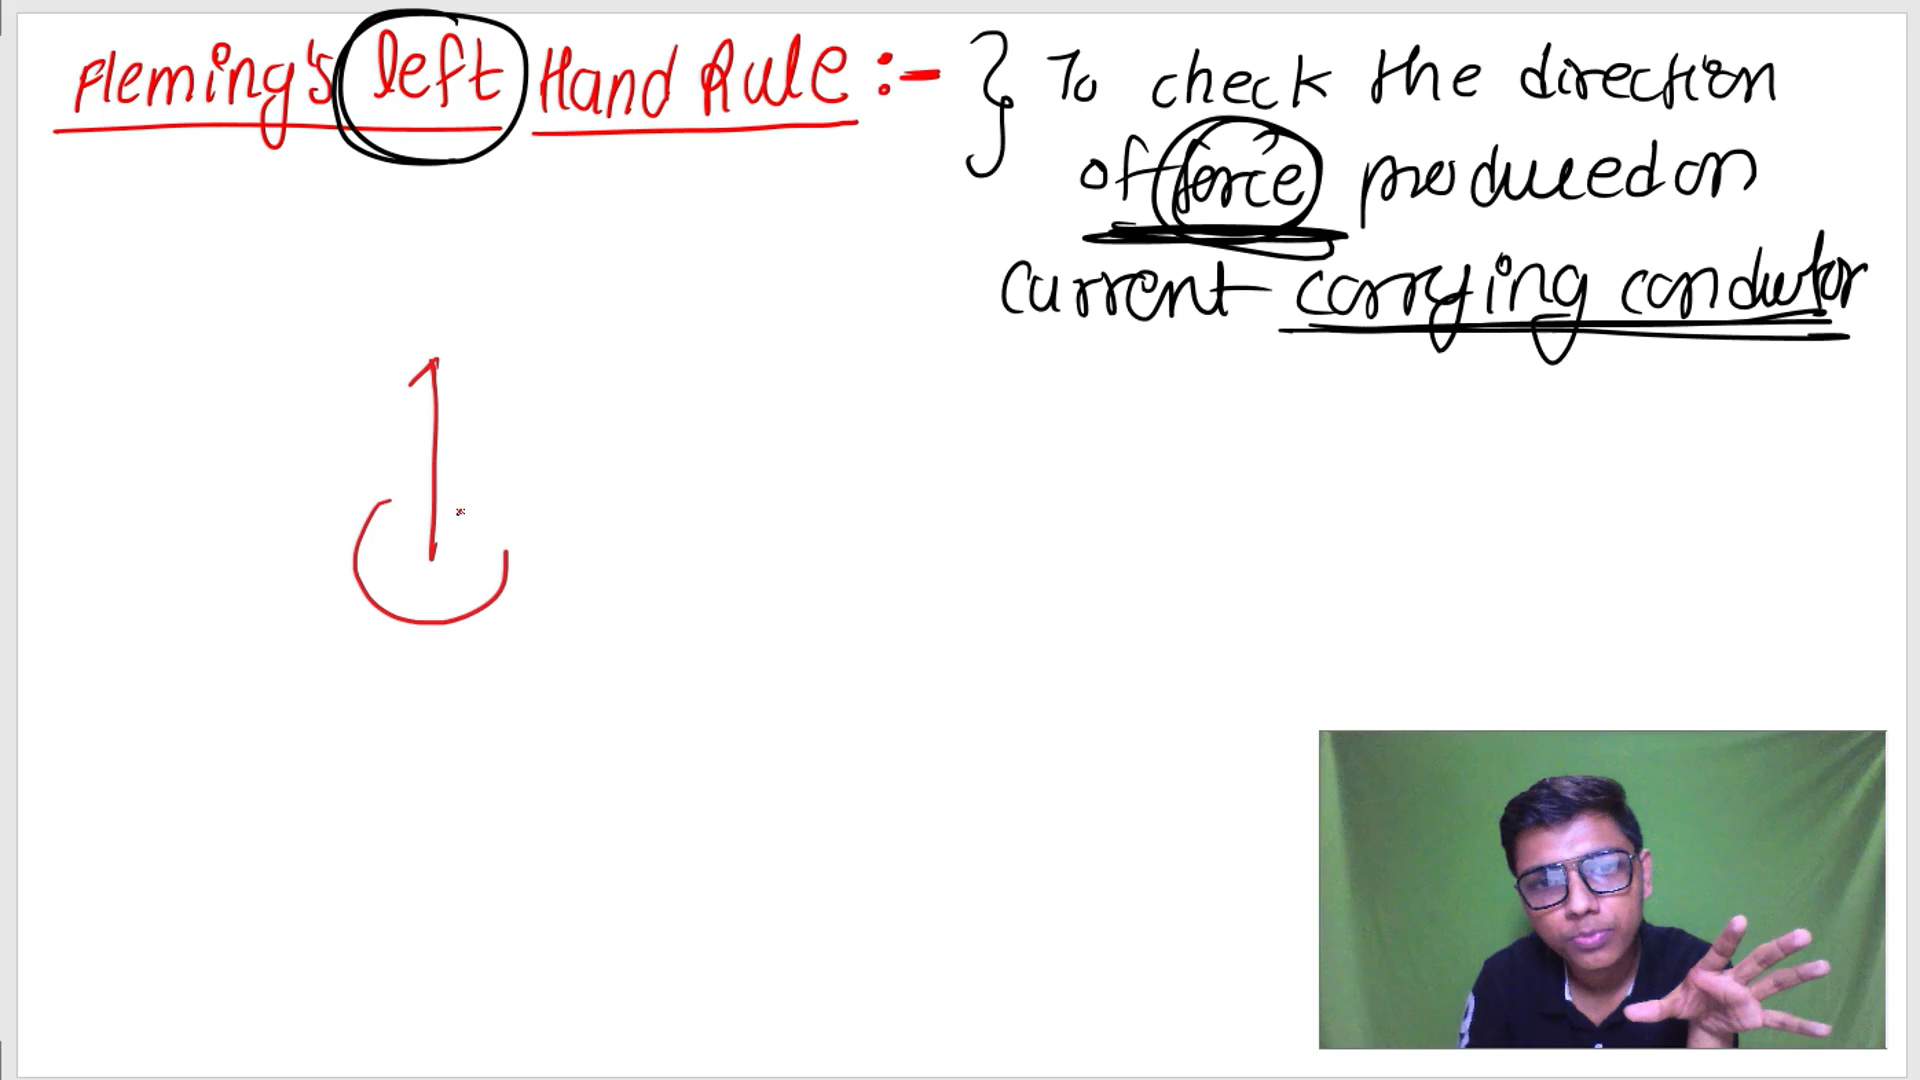 Fleming's left Hand Rule :- } To check the direction
of force produced on
current carrying conductor